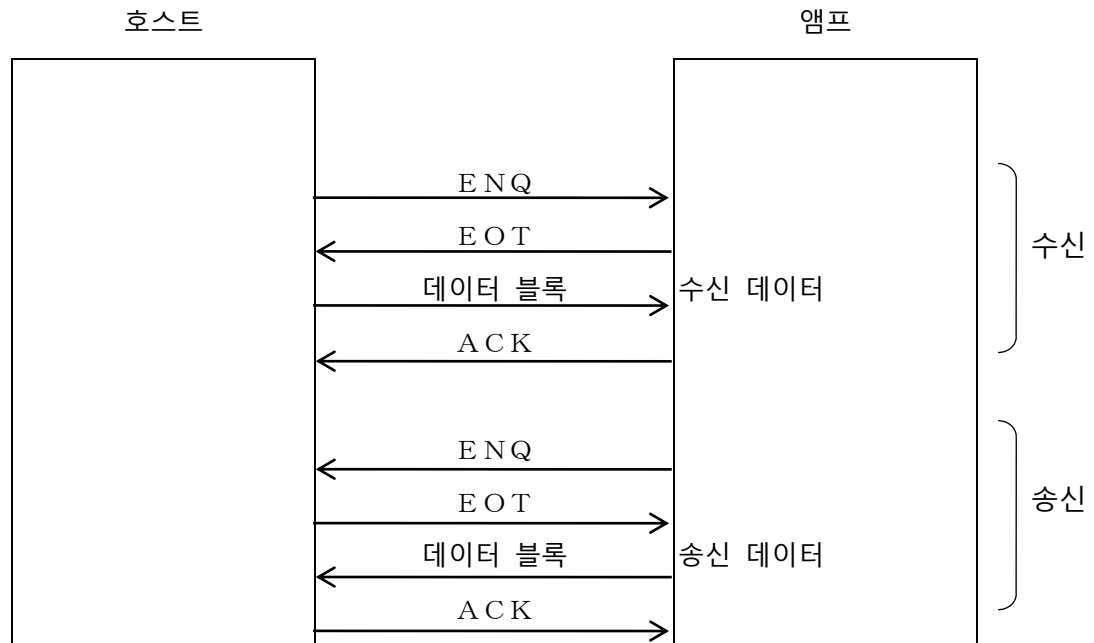 호스트 앰프
ENQ
EOT
수신
데이터 블록 수신 데이터
ACK
ENQ
EOT
송신
데이터 블록 송신 데이터
ACK